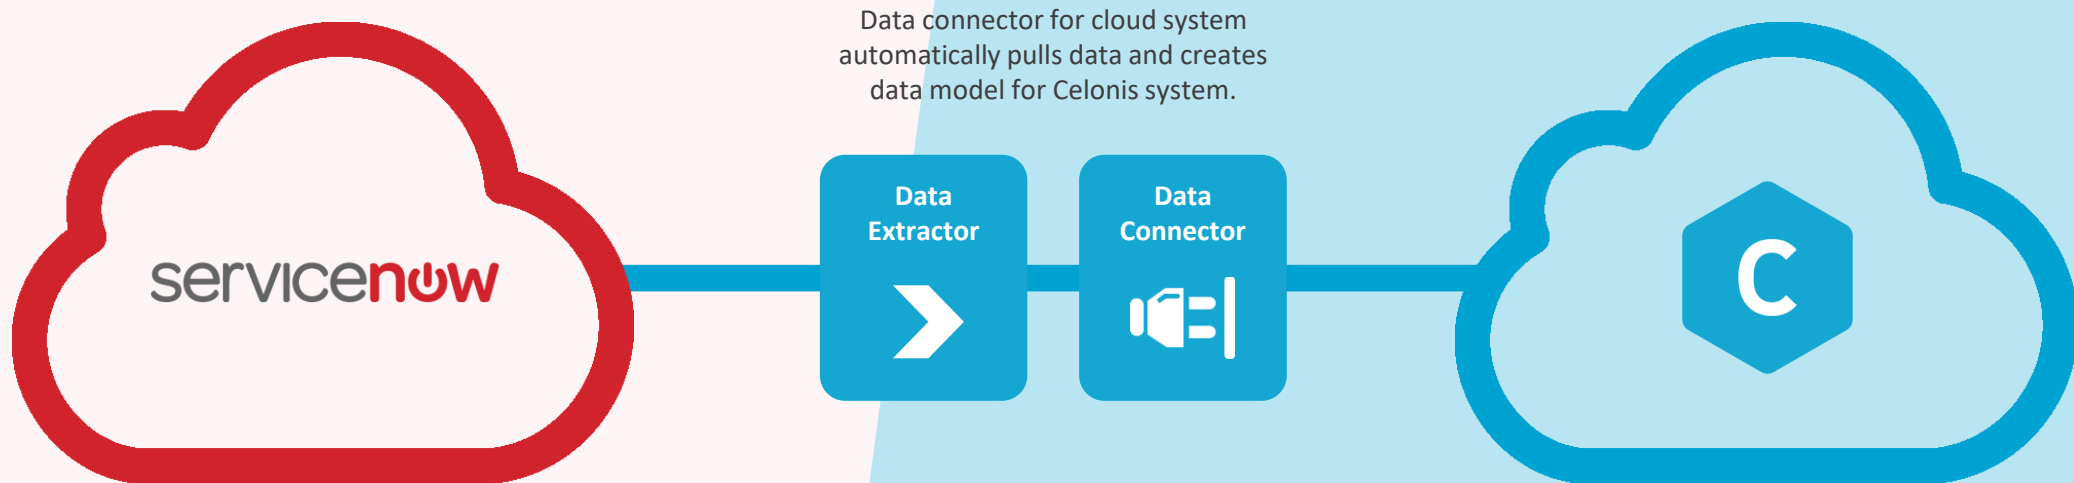 Data connector for cloud system
automatically pulls data and creates
data model for Celonis system.
servicenow
Data
Extractor
Data
Connector
C